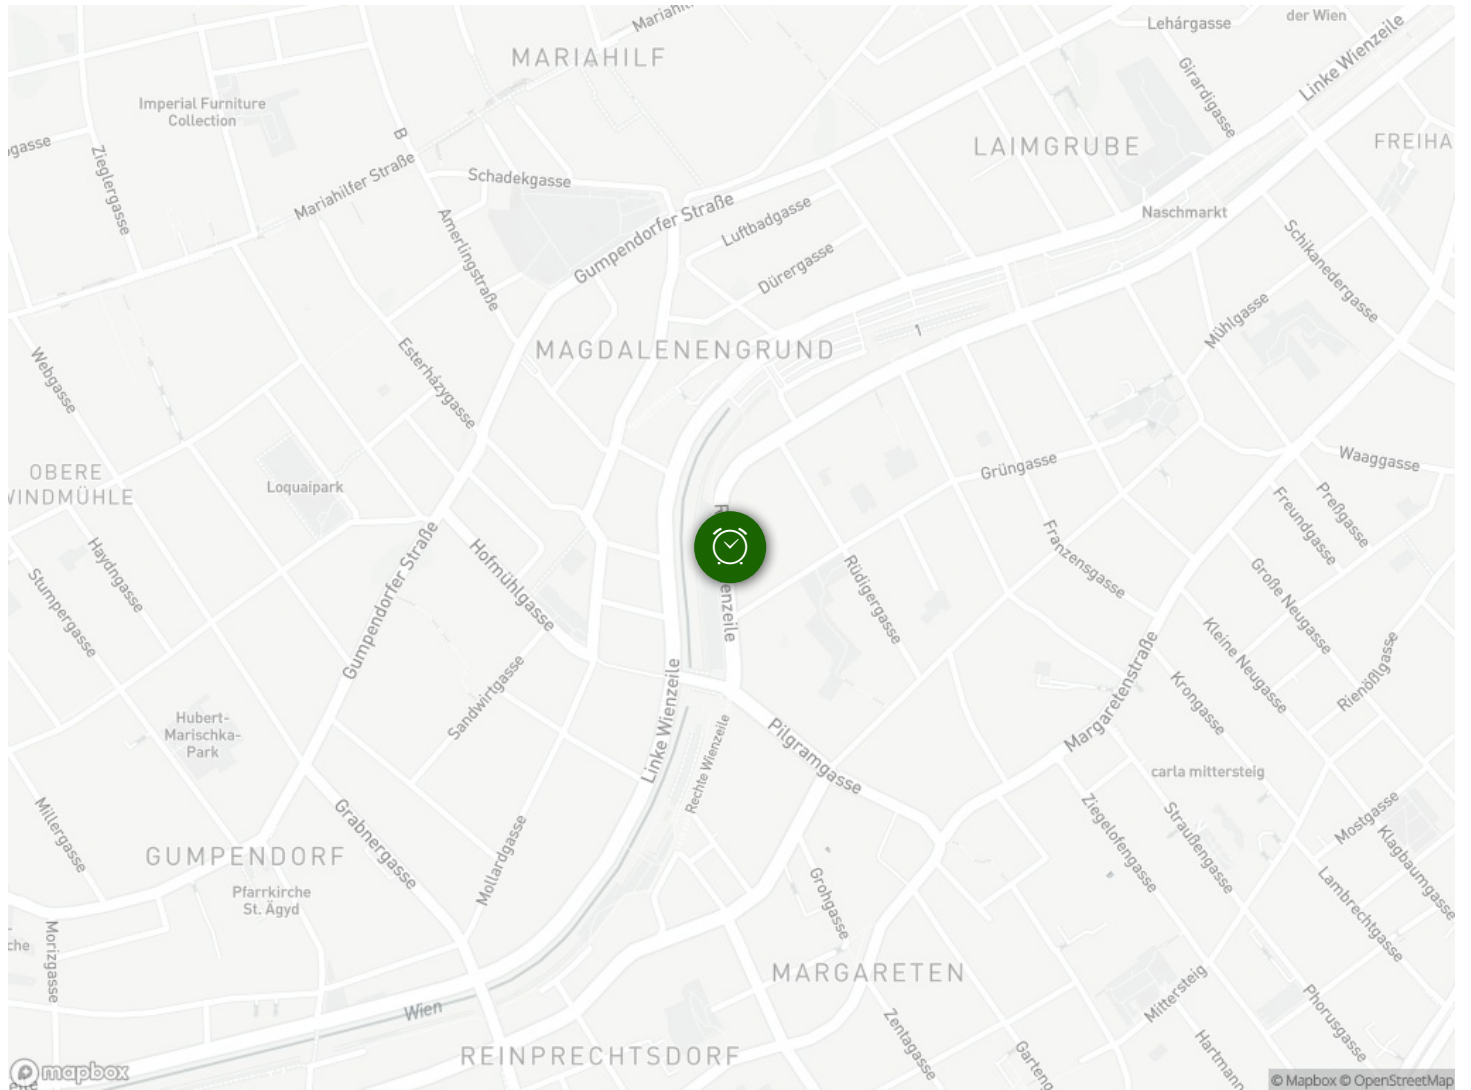 Mariahilf
Lehárgasse
der Wien
MARIAHILF
Linke Wienzeile
Girardigasse
Imperial Furniture
Collection
B
LAIMGRUBE
FREIHA
ogasse
Zieglergasse
Mariahilfer Straße
Schadekgasse
Gumpendorfer Straße
Luftbadgasse
Naschmarkt
Amerlingstraße
Dürergasse
Schikanedergasse
Mühlgasse
1
MAGDALENENGRUND
Webgasse
Esterházygasse
OBERE
WINDMÜHLE
Loquaipark
Grüngasse
Waaggasse
Preßgasse
Freundgasse
R
enzeile
Haydngasse
Stumpergasse
Hofmühlgasse
Gumpendorfer Straße
Rüdigergasse
Franzensgasse
Große Neugasse
Kleine Neugasse
Rienößlgasse
Krongasse
Margaretenstraße
Sandwirtgasse
Linke Wienzeile
Rechte Wienzeile
Pilgramgasse
Hubert-
Marischka-
Park
carla mittersteig
Ziegelofengasse
Straußengasse
Mostgasse
Klagbaumgasse
Millergasse
Grabnergasse
Mollardgasse
GUMPENDORF
Pfarrkirche
St. Ägyd
Grohgasse
Lambrechtgasse
che
Morizgasse
MARGARETEN
Mittersteig
Phorusgasse
Wien
Zentagasse
Garteng
Hartmann
REINPRECHTSDORF
mapbox
© Mapbox © OpenStreetMap